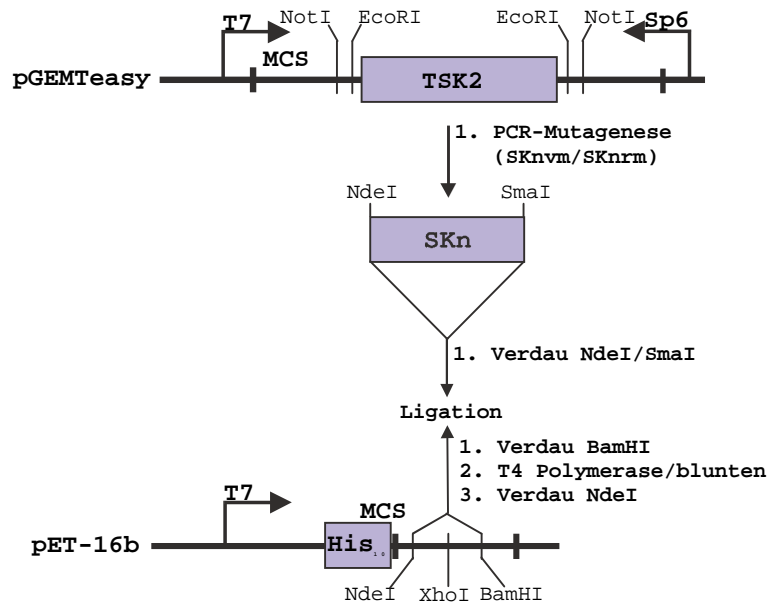 T7 NotI EcoRI EcoRI NotI Sp6
MCS
pGEMTeasy TSK2
1. PCR-Mutagenese
(SKnvm/SKnrm)
NdeI SmaI
SKn
1. Verdau NdeI/SmaI
Ligation
1. Verdau BamHI
2. T4 Polymerase/blunten
3. Verdau NdeI
T7
MCS
pET-16b His10
NdeI XhoI BamHI